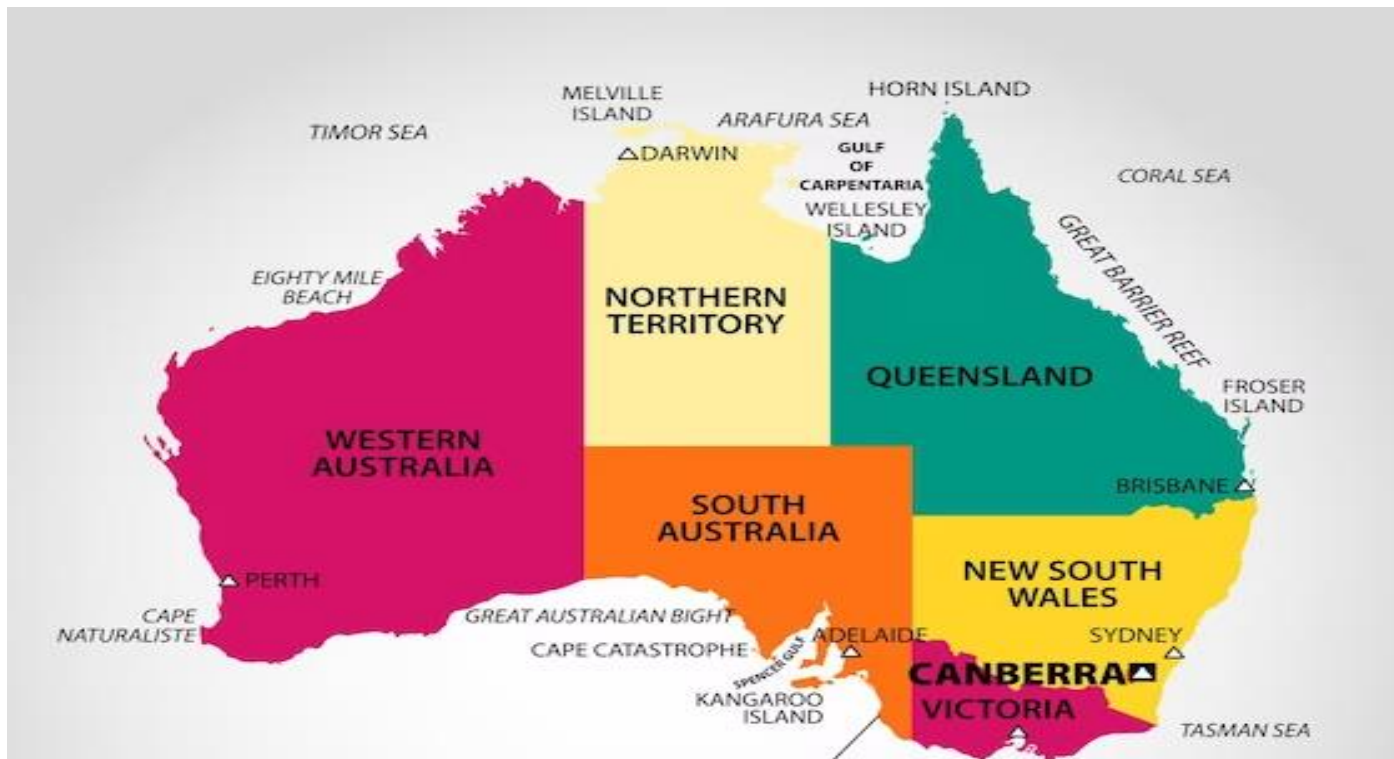 HORN ISLAND
MELVILLE
ISLAND
ARAFURA SEA
TIMOR SEA
DARWIN
GULF
OF
CARPENTARIA
CORAL SEA
WELLESLEY
ISLAND
GREAT BARRIER REEF
EIGHTY MILE
BEACH
NORTHERN
TERRITORY
QUEENSLAND
FROSER
ISLAND
WESTERN
AUSTRALIA
BRISBANE
SOUTH
AUSTRALIA
NEW SOUTH
WALES
PERTH
CAPE
NATURALISTE
GREAT AUSTRALIAN BIGHT
ADELAIDE
SYDNEY
CAPE CATASTROPHE
SPENCER GULF
CANBERRA
KANGAROO
ISLAND
VICTORIA
TASMAN SEA